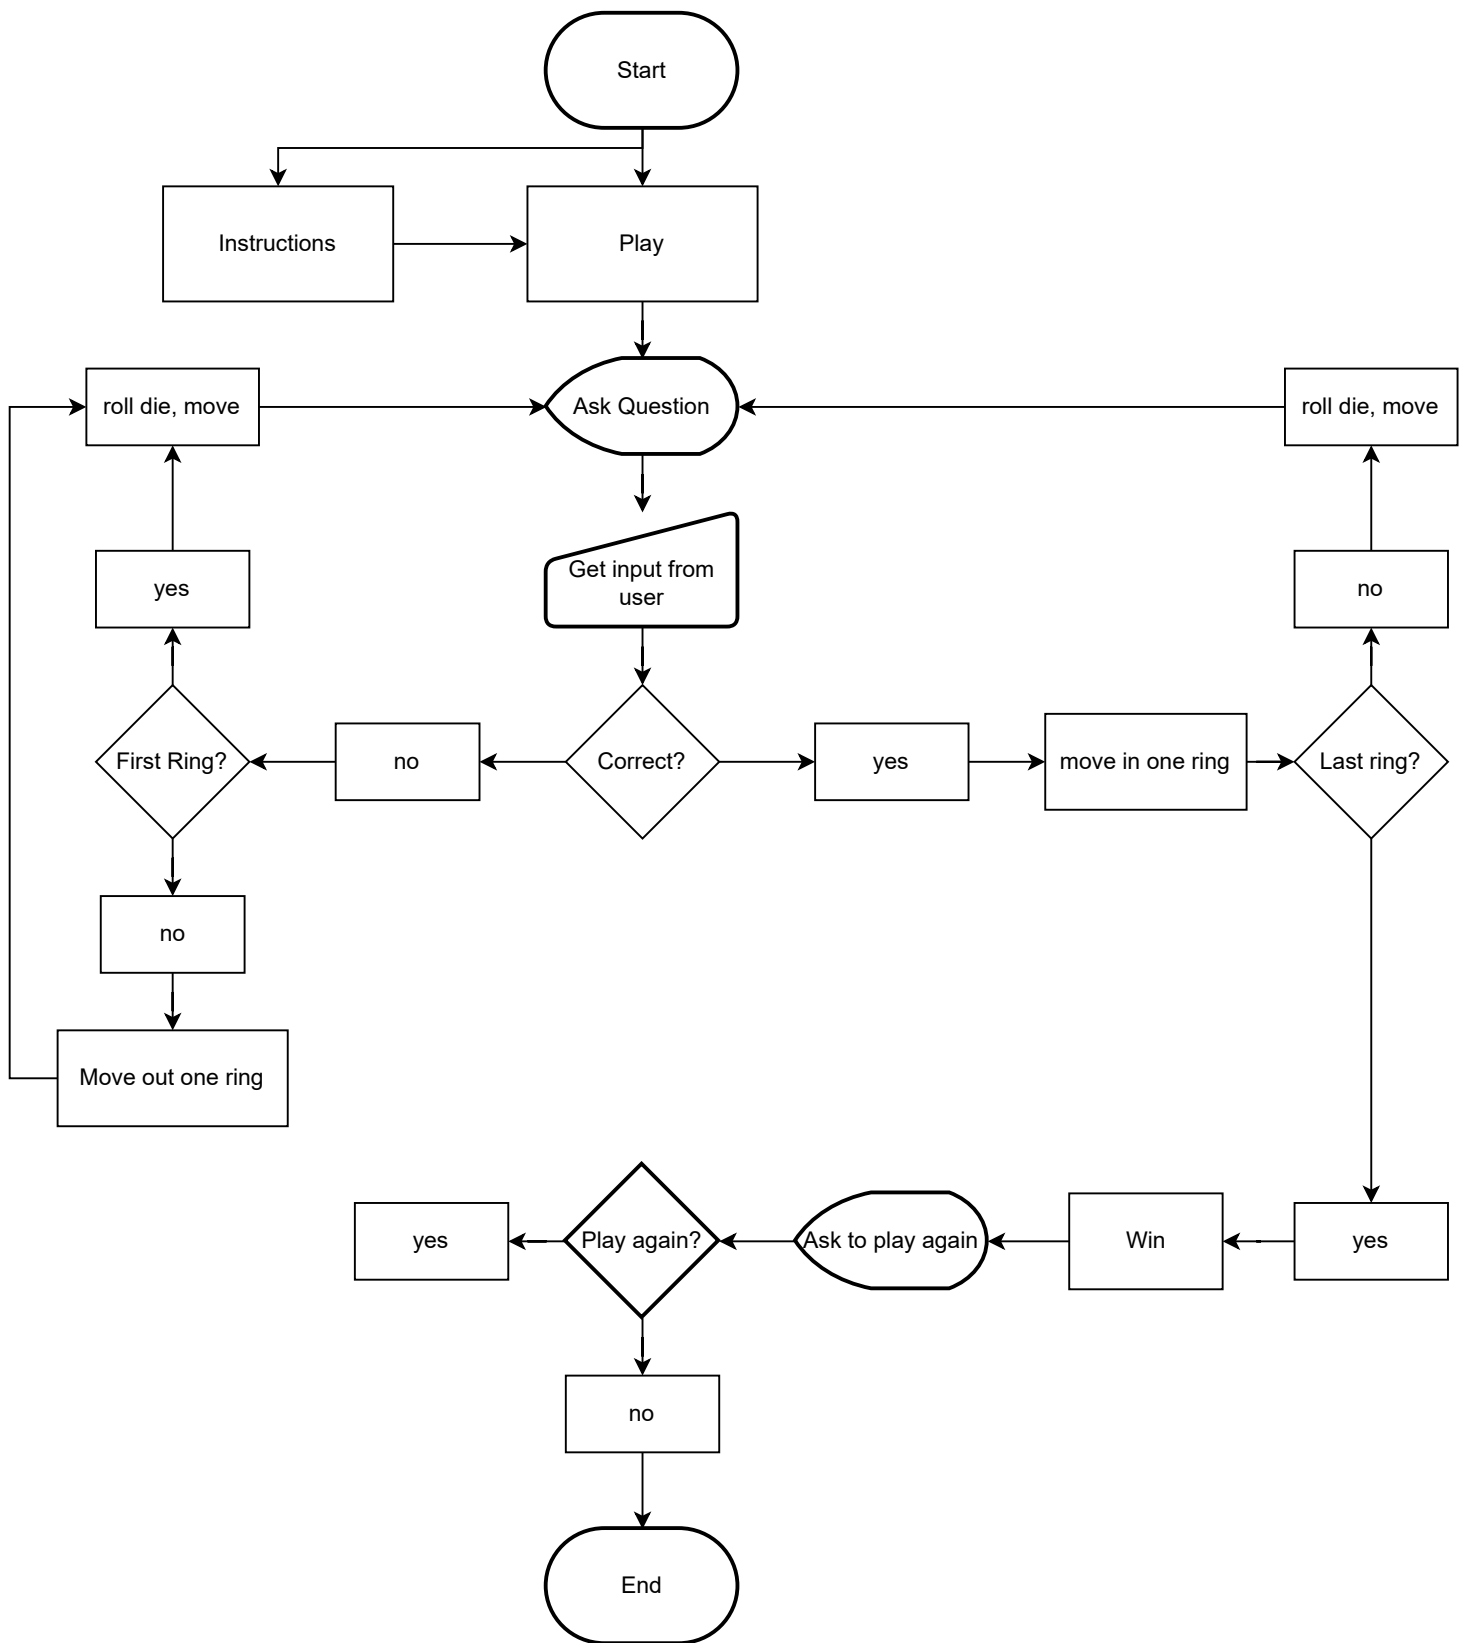 Start
Instructions
Play
roll die, move
Ask Question
roll die, move
yes
Get input from
user
no
First Ring?
no
Correct?
yes
move in one ring
Last ring?
no
Move out one ring
yes
Play again?
Ask to play again
Win
yes
no
End